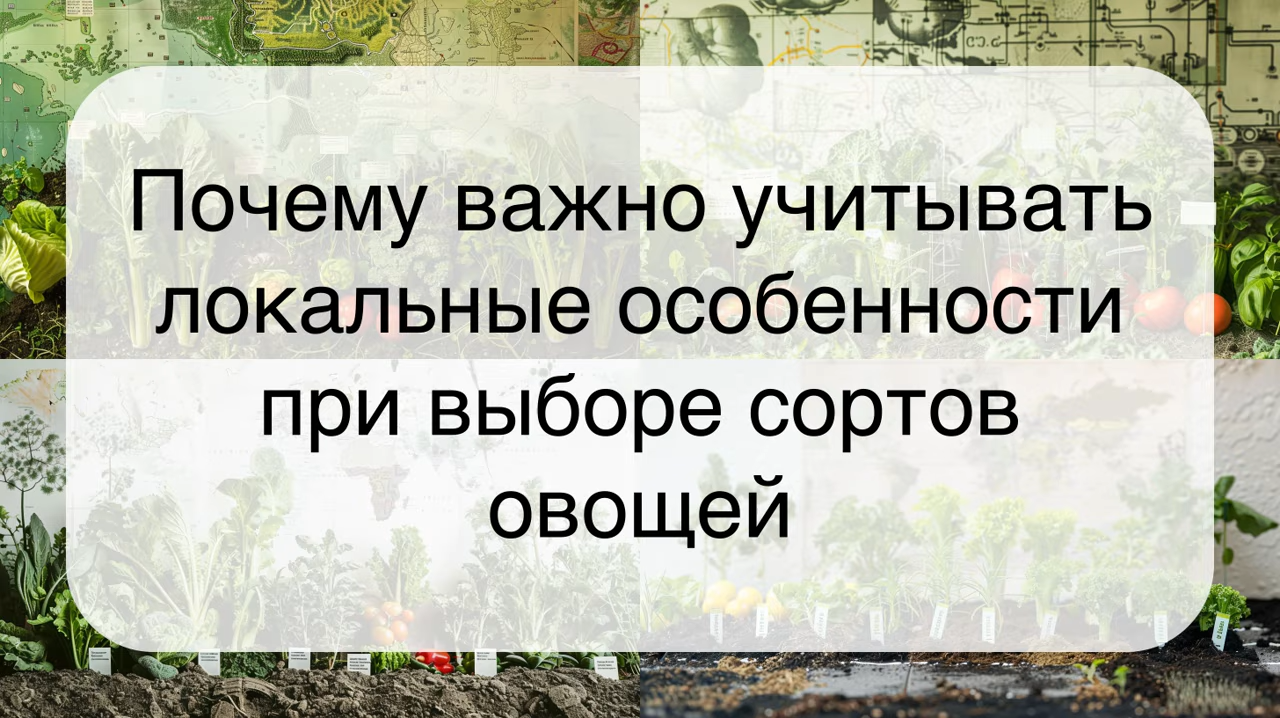 Почему важно учитывать
локальные особенности
при выборе сортов
овощей